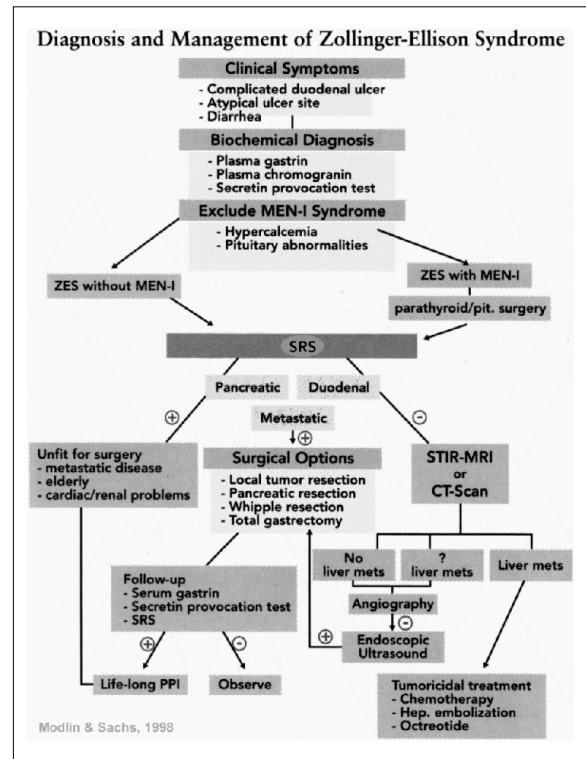 Diagnosis and Management of Zollinger-Ellison Syndrome
Clinical Symptoms
- Complicated duodenal ulcer
- Atypical ulcer site
- Diarrhea
Biochemical Diagnosis
- Plasma gastrin
- Plasma chromogranin
- Secretin provocation test
Exclude MEN-I Syndrome
- Hypercalcemia
- Pituitary abnormalities
ZES without MEN-I
ZES with MEN-I
parathyroid/pit. surgery
SRS
Pancreatic
Duodenal
Metastatic
+
-
+
Unfit for surgery
- metastatic disease
- elderly
- cardiac/renal problems
Surgical Options
- Local tumor resection
- Pancreatic resection
- Whipple resection
- Total gastrectomy
STIR-MRI
or
CT-Scan
No
liver mets
?
liver mets
Liver mets
Angiography
-
Endoscopic
Ultrasound
+
Follow-up
- Serum gastrin
- Secretin provocation test
- SRS
+
-
Life-long PPI
Observe
Tumoricidal treatment
- Chemotherapy
- Hep. embolization
- Octreotide
Modlin & Sachs, 1998